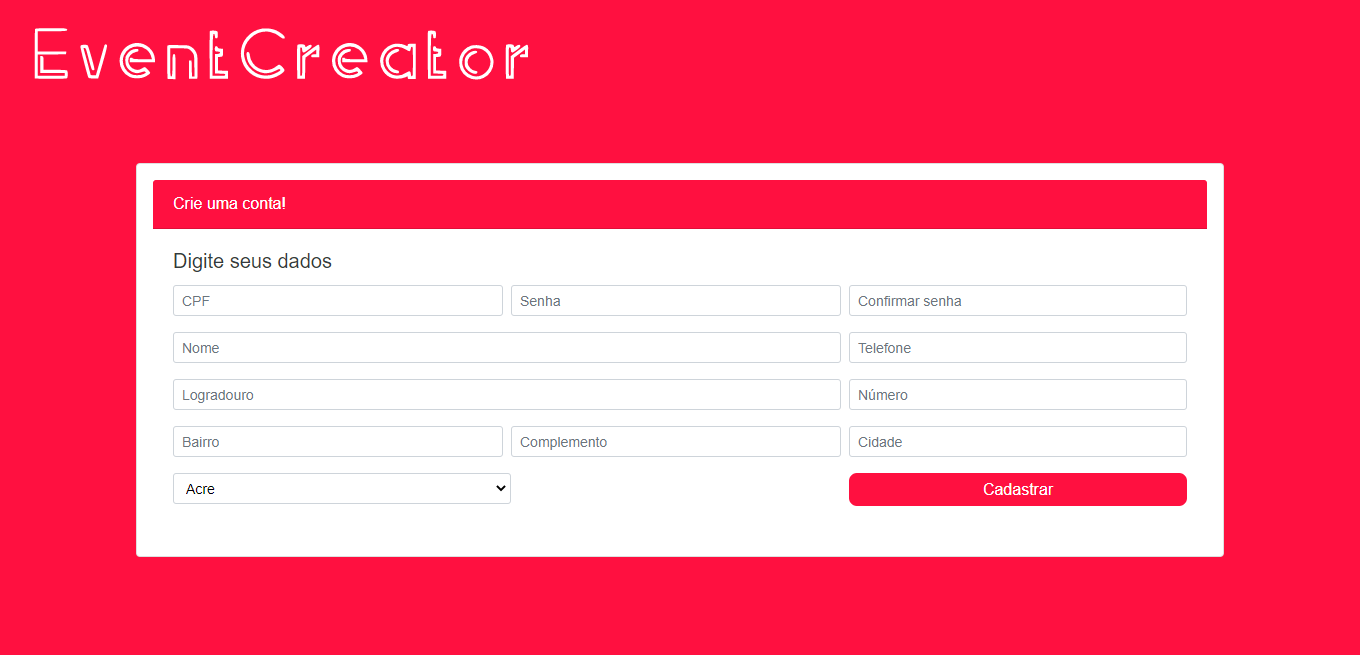 EventCreator
Crie uma conta!
Digite seus dados
CPF Senha Confirmar senha
Nome Telefone
Logradouro Número
Bairro Complemento Cidade
Acre Cadastrar